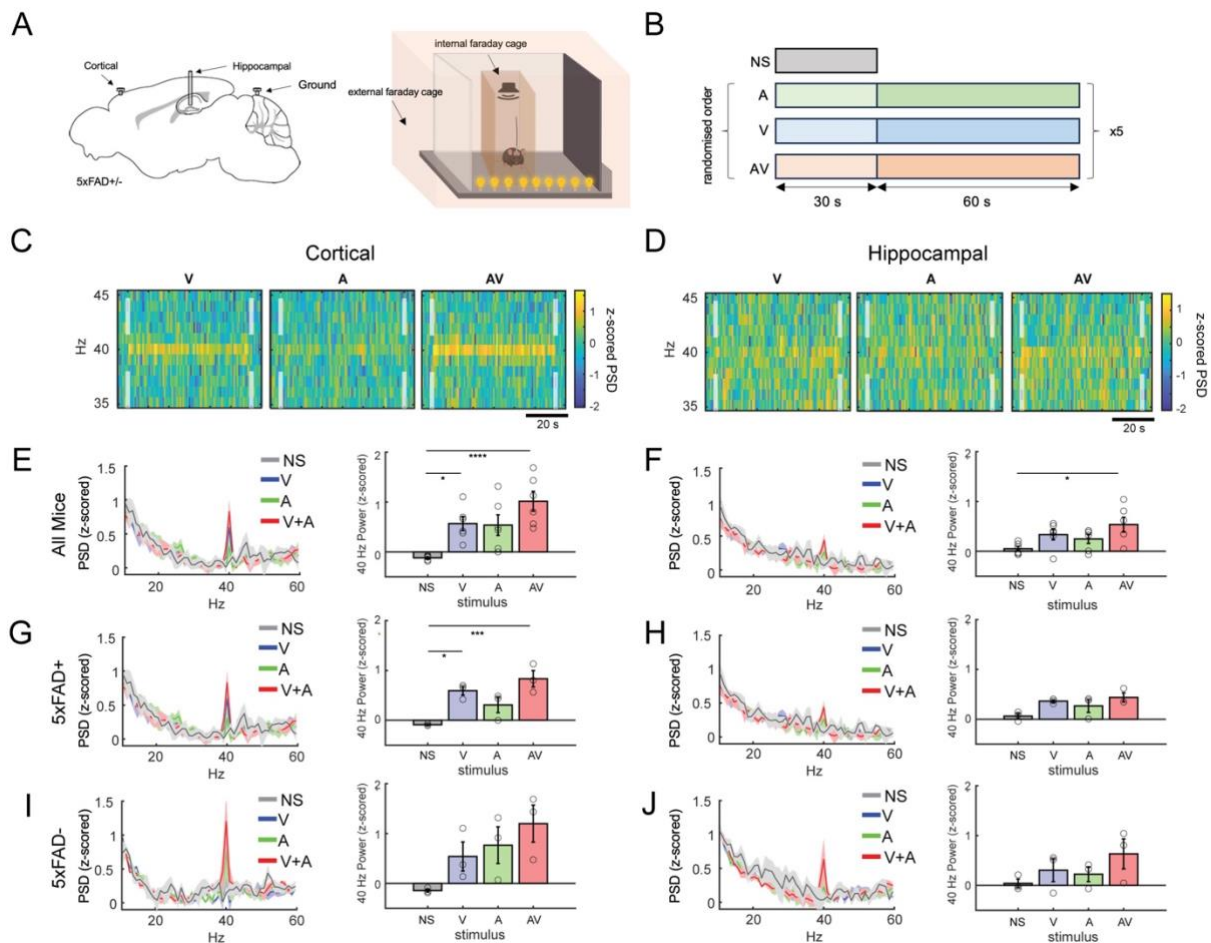 A
Cortical
Hippocampal
Ground
5xFAD+/-
internal faraday cage
external faraday cage
B
NS
A
V
AV
randomised order
x5
30 s
60 s
C
Cortical
V
A
AV
45
40
35
Hz
1
0
-1
-2
z-scored PSD
20 s
D
Hippocampal
V
A
AV
45
40
35
Hz
1
0
-1
-2
z-scored PSD
20 s
E
All Mice
PSD (z-scored)
1.5
1
0.5
0
20
40
60
Hz
NS
V
A
V+A
40 Hz Power (z-scored)
2
1
0
****
*
NS
V
A
AV
stimulus
F
PSD (z-scored)
1.5
1
0.5
0
20
40
60
Hz
NS
V
A
V+A
40 Hz Power (z-scored)
2
1
0
*
NS
V
A
AV
stimulus
G
5xFAD+
PSD (z-scored)
1.5
1
0.5
0
20
40
60
Hz
NS
V
A
V+A
40 Hz Power (z-scored)
2
1
0
***
*
NS
V
A
AV
stimulus
H
PSD (z-scored)
1.5
1
0.5
0
20
40
60
Hz
NS
V
A
V+A
40 Hz Power (z-scored)
2
1
0
NS
V
A
AV
stimulus
I
5xFAD-
PSD (z-scored)
1.5
1
0.5
0
20
40
60
Hz
NS
V
A
V+A
40 Hz Power (z-scored)
2
1
0
NS
V
A
AV
stimulus
J
PSD (z-scored)
1.5
1
0.5
0
20
40
60
Hz
NS
V
A
V+A
40 Hz Power (z-scored)
2
1
0
NS
V
A
AV
stimulus